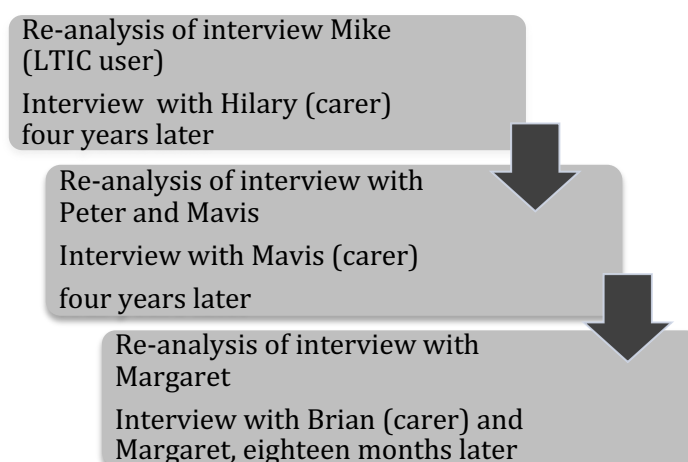 Re-analysis of interview Mike
(LTIC user)
Interview with Hilary (carer)
four years later
Re-analysis of interview with
Peter and Mavis
Interview with Mavis (carer)
four years later
Re-analysis of interview with
Margaret
Interview with Brian (carer) and
Margaret, eighteen months later